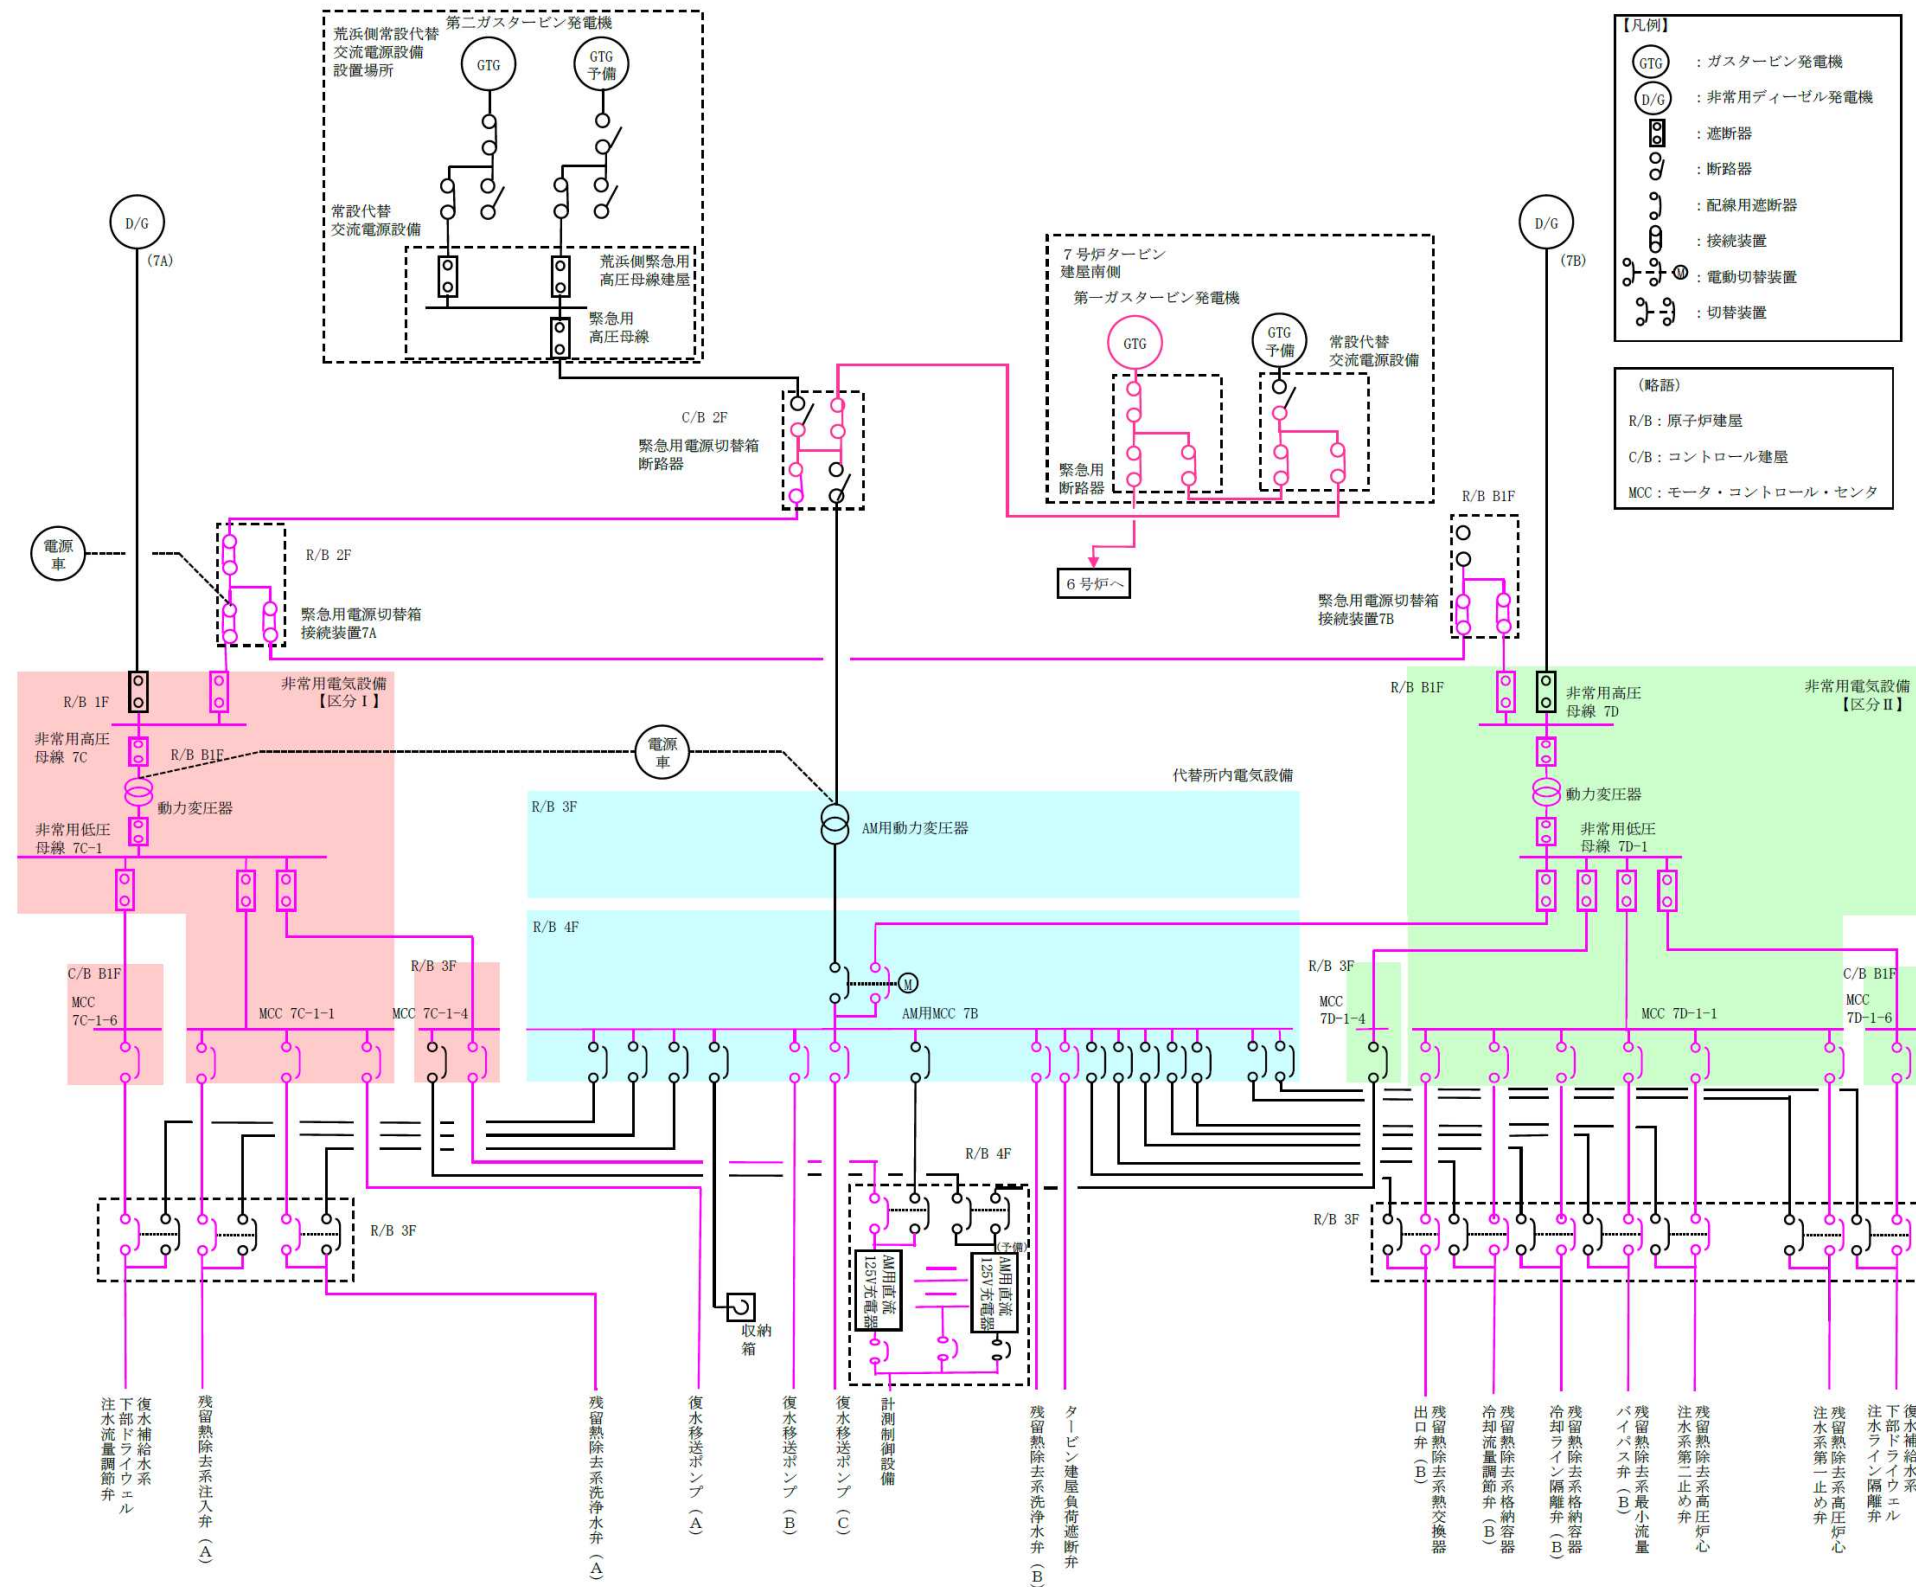 第二ガスタービン発電機
荒浜側常設代替
交流電源設備
設置場所
GTG
GTG
予備
常設代替
交流電源設備
荒浜側緊急用
高圧母線建屋
緊急用
高圧母線
【凡例】
GTG
：ガスタービン発電機
D/G
：非常用ディーゼル発電機
：遮断器
：断路器
：配線用遮断器
：接続装置
M
：電動切替装置
：切替装置
（略語）
R/B：原子炉建屋
C/B：コントロール建屋
MCC：モータ・コントロール・センタ
D/G
(7A)
D/G
(7B)
７号炉タービン
建屋南側
第一ガスタービン発電機
GTG
GTG
予備
常設代替
交流電源設備
緊急用
断路器
６号炉へ
C/B 2F
緊急用電源切替箱
断路器
電源
車
R/B 2F
緊急用電源切替箱
接続装置7A
R/B B1F
緊急用電源切替箱
接続装置7B
R/B 1F
非常用電気設備
【区分Ⅰ】
非常用高圧
母線 7C
R/B B1F
動力変圧器
非常用低圧
母線 7C-1
電源
車
代替所内電気設備
R/B 3F
AM用動力変圧器
R/B 4F
M
AM用MCC 7B
R/B B1F
非常用高圧
母線 7D
非常用電気設備
【区分Ⅱ】
動力変圧器
非常用低圧
母線 7D-1
C/B B1F
MCC
7C-1-6
MCC 7C-1-1
R/B 3F
MCC 7C-1-4
R/B 3F
MCC
7D-1-4
MCC 7D-1-1
C/B B1F
MCC
7D-1-6
R/B 3F
R/B 4F
(予備)
AM用直流
125V充電器
AM用直流
125V充電器
収納
箱
R/B 3F
復水補給水系
下部ドライウェル
注水流量調節弁
残留熱除去系注入弁（A）
残留熱除去系洗浄水弁（A）
復水移送ポンプ（A）
復水移送ポンプ（B）
復水移送ポンプ（C）
計測制御設備
残留熱除去系洗浄水弁（B）
タービン建屋負荷遮断弁
残留熱除去系熱交換器
出口弁（B）
残留熱除去系格納容器
冷却流量調節弁（B）
残留熱除去系格納容器
冷却ライン隔離弁（B）
残留熱除去系最小流量
バイパス弁（B）
残留熱除去系高圧炉心
注水系第二止め弁
残留熱除去系高圧炉心
注水系第一止め弁
復水補給水系
下部ドライウェル
注水ライン隔離弁